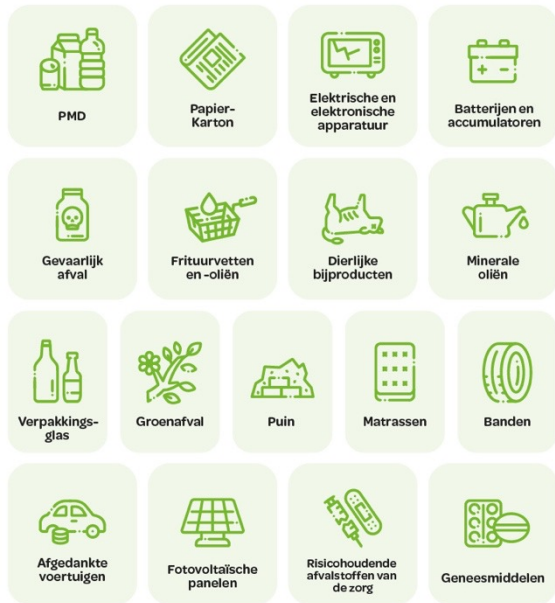 PMD
Papier-
Karton
Elektrische en
elektronische
apparatuur
Batterijen en
accumulatoren
Gevaarlijk
afval
Frituurvetten
en -oliën
Dierlijke
bijproducten
Minerale
oliën
Verpakkings-
glas
Groenafval
Puin
Matrassen
Banden
Afgedankte
voertuigen
Fotovoltaïsche
panelen
Risicohoudende
afvalstoffen van
de zorg
Geneesmiddelen